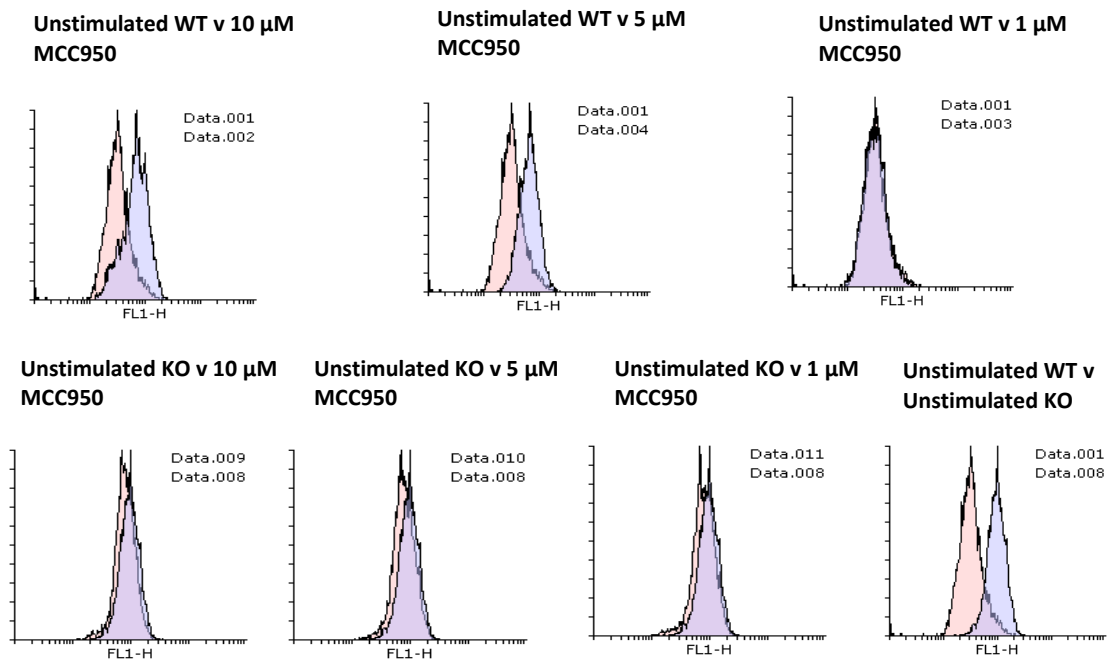 Unstimulated WT v 10 µM
MCC950
Unstimulated WT v 5 µM
MCC950
Unstimulated WT v 1 µM
MCC950
Data.001
Data.002
FL1-H
Data.001
Data.004
FL1-H
Data.001
Data.003
FL1-H
Unstimulated KO v 10 µM
MCC950
Unstimulated KO v 5 µM
MCC950
Unstimulated KO v 1 µM
MCC950
Unstimulated WT v
Unstimulated KO
Data.009
Data.008
FL1-H
Data.010
Data.008
FL1-H
Data.011
Data.008
FL1-H
Data.001
Data.008
FL1-H